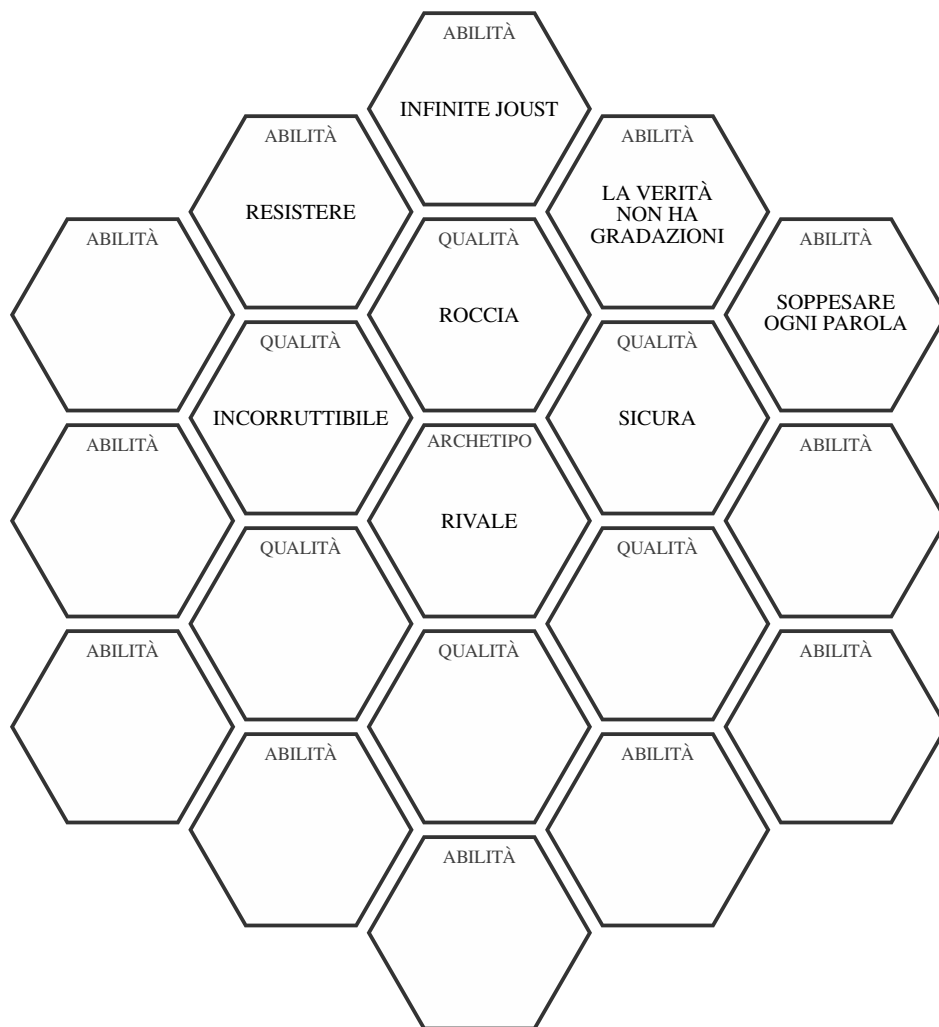 ABILITÀ
INFINITE JOUST
ABILITÀ
RESISTERE
ABILITÀ
LA VERITÀ
NON HA
GRADAZIONI
ABILITÀ
QUALITÀ
ROCCIA
ABILITÀ
SOPPESARE
OGNI PAROLA
QUALITÀ
INCORRUTTIBILE
QUALITÀ
SICURA
ABILITÀ
ARCHETIPO
RIVALE
ABILITÀ
QUALITÀ
QUALITÀ
ABILITÀ
QUALITÀ
ABILITÀ
ABILITÀ
ABILITÀ
ABILITÀ